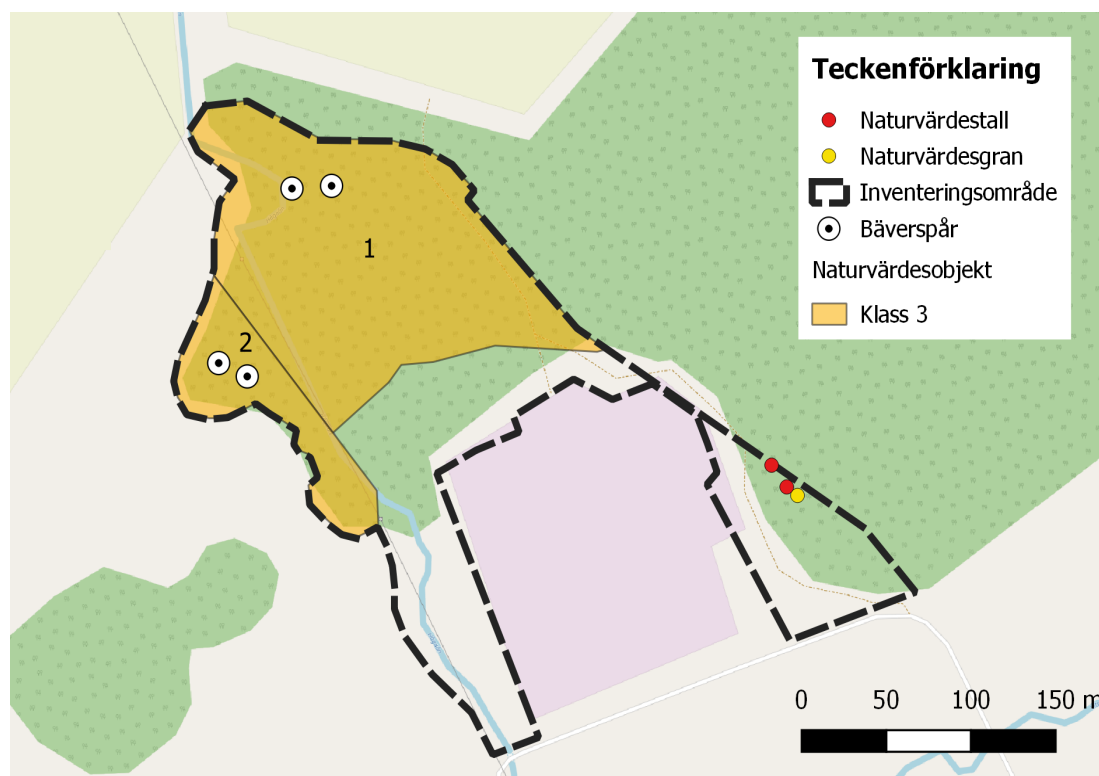 Teckenförklaring
Naturvärdestall
Naturvärdesgran
Inventeringsområde
Bäverspår
Naturvärdesobjekt
Klass 3
1
2
0 50 100 150 m